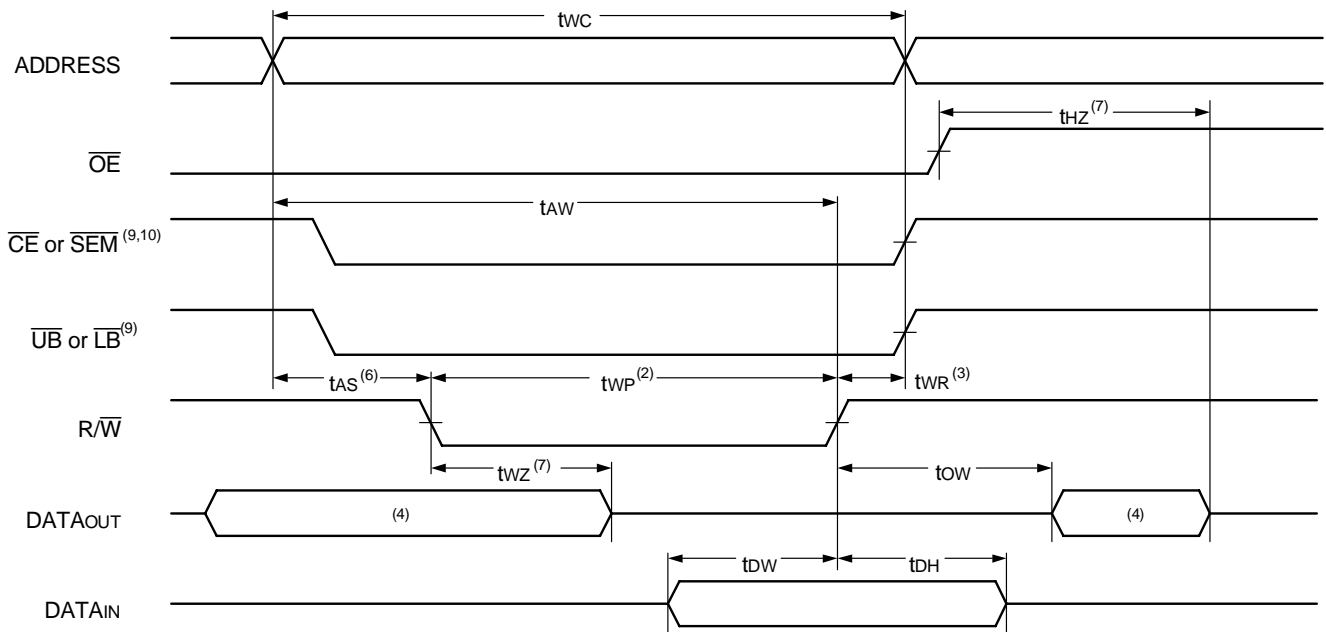 tWC
ADDRESS
tHZ(7)
OE
tAW
CE or SEM (9,10)
UB or LB(9)
tAS(6)
tWP(2)
tWR(3)
R/W
tWZ(7)
tOW
DATAOUT
(4)
(4)
tDW
tDH
DATAIN